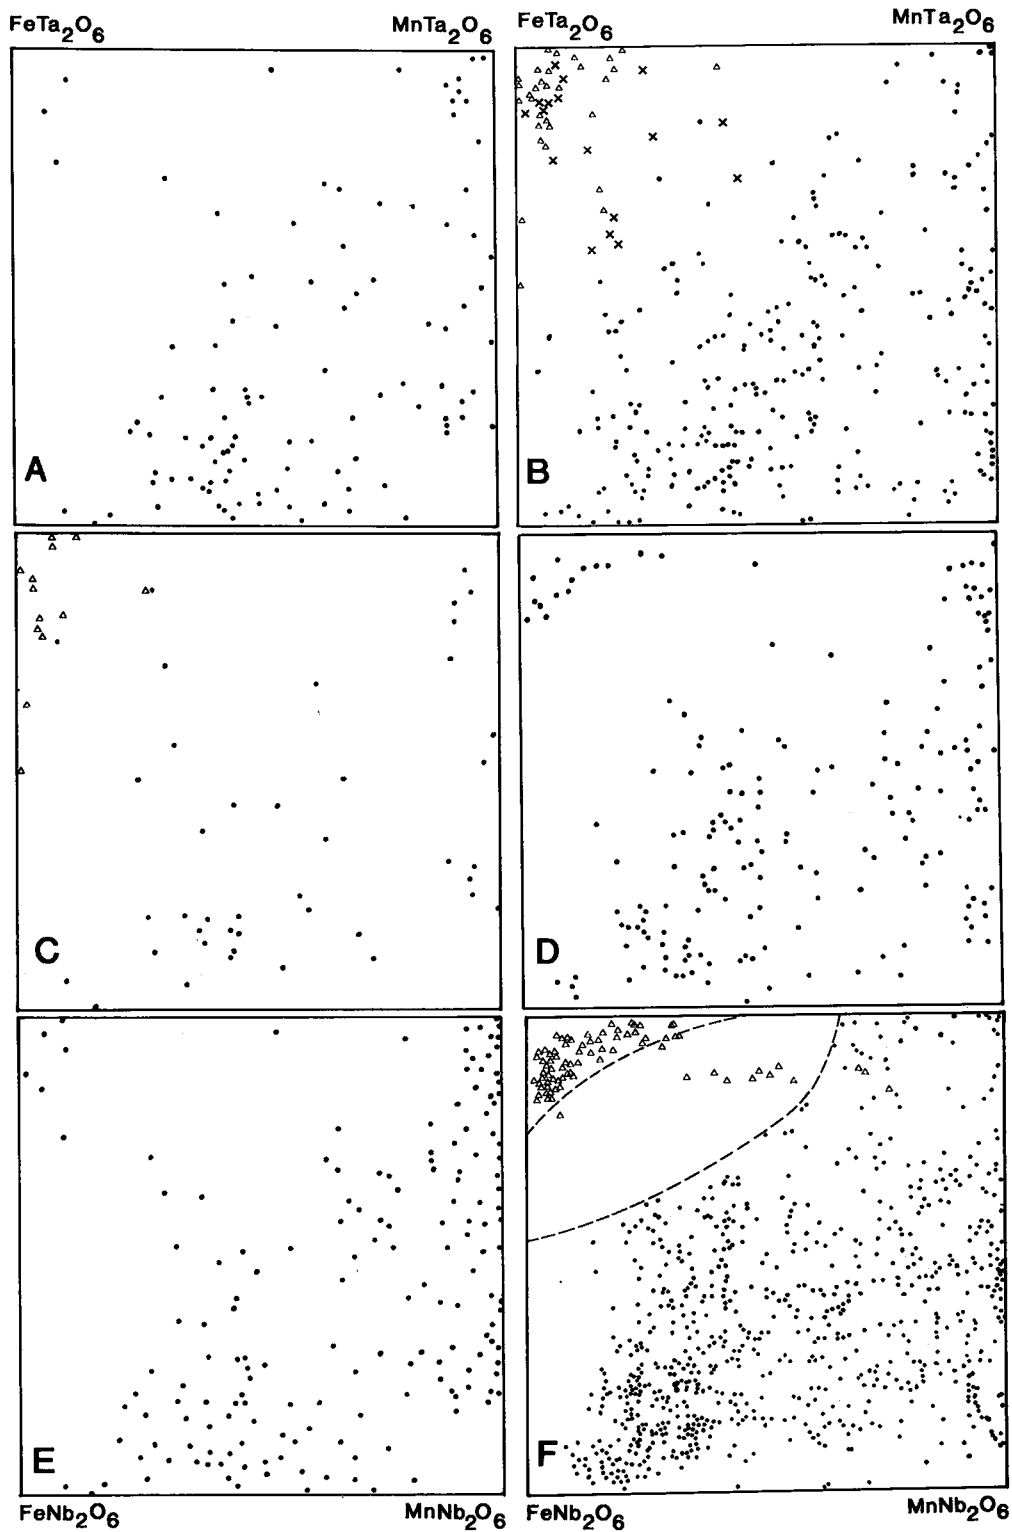 FeTa₂O₆ MnTa₂O₆ FeTa₂O₆ MnTa₂O₆
A B
C D
E F
FeNb₂O₆ MnNb₂O₆ FeNb₂O₆ MnNb₂O₆